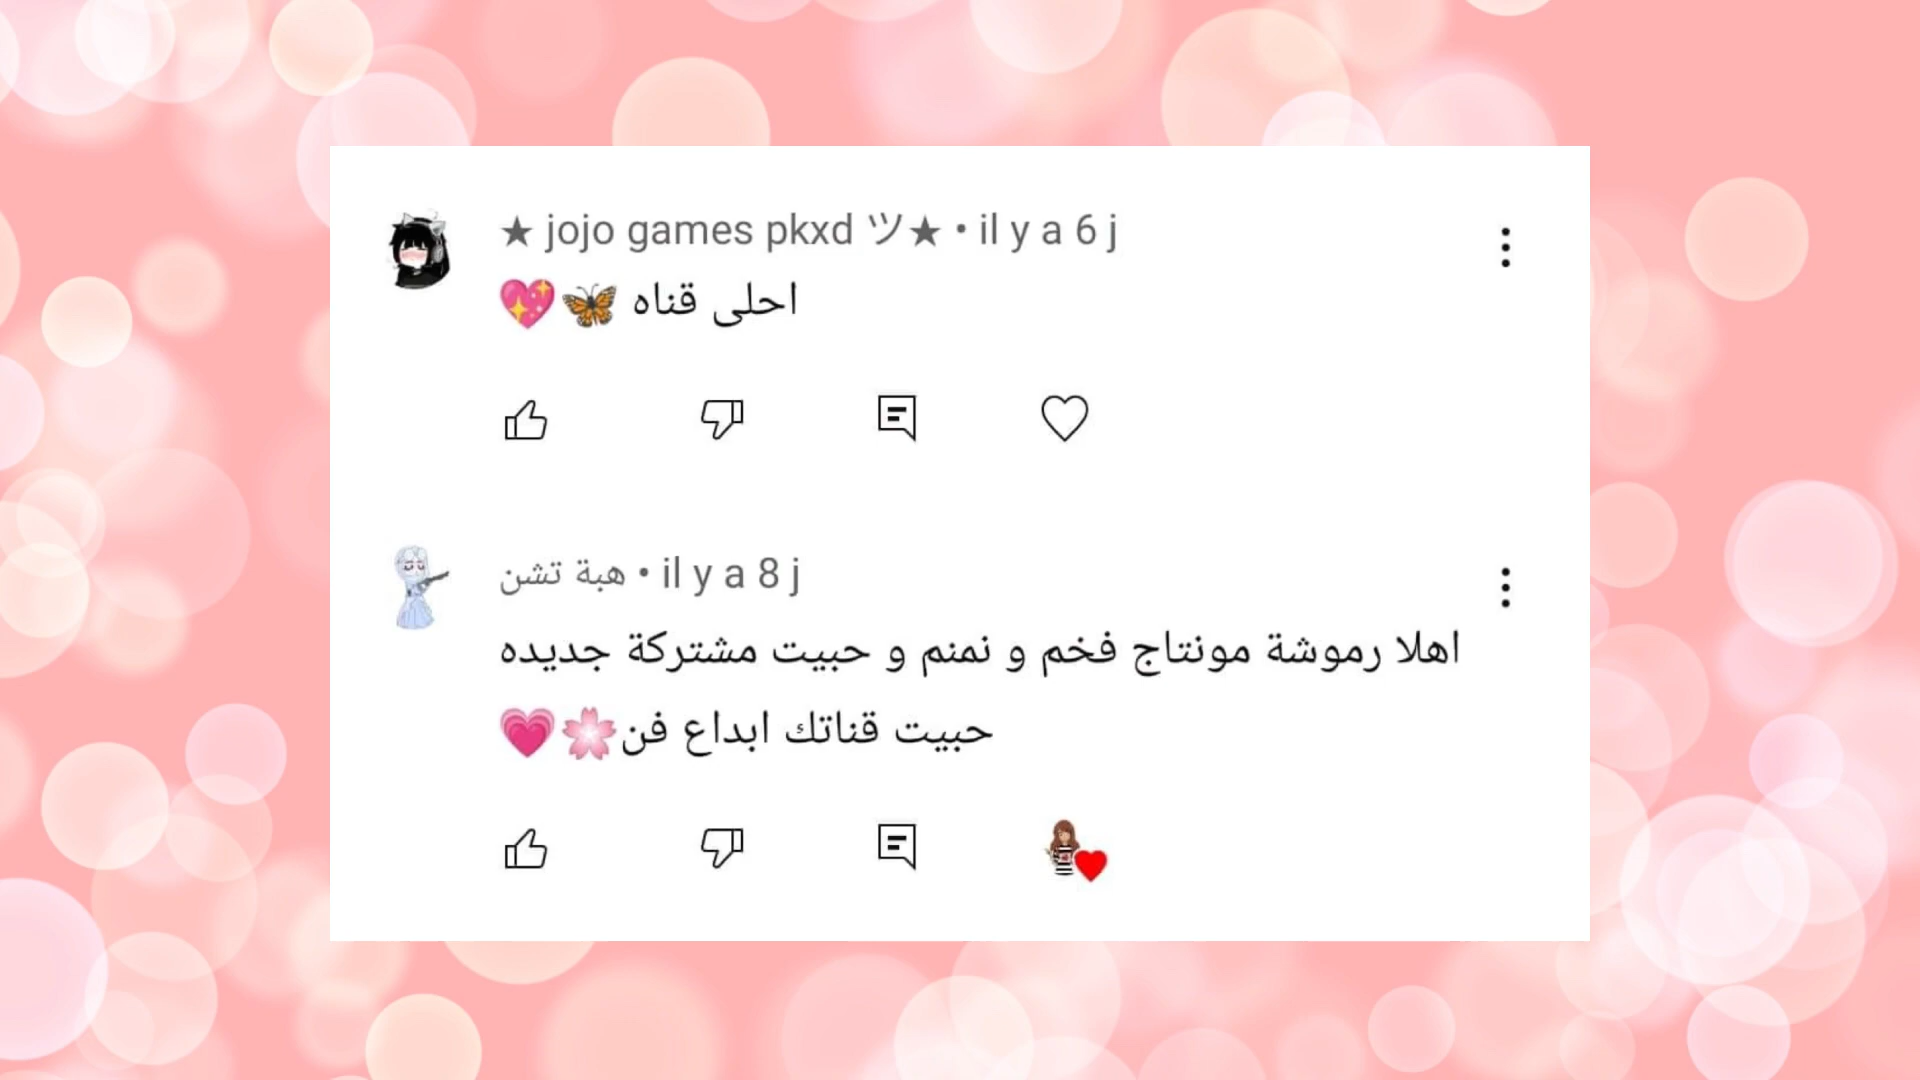 ★ jojo games pkxd ツ★ • il y a 6 j
احلى قناه 🦋💖
هبة تشن • il y a 8 j
اهلا رموشة مونتاج فخم و نمنم و حبيت مشتركة جديده
حبيت قناتك ابداع فن🌸💗